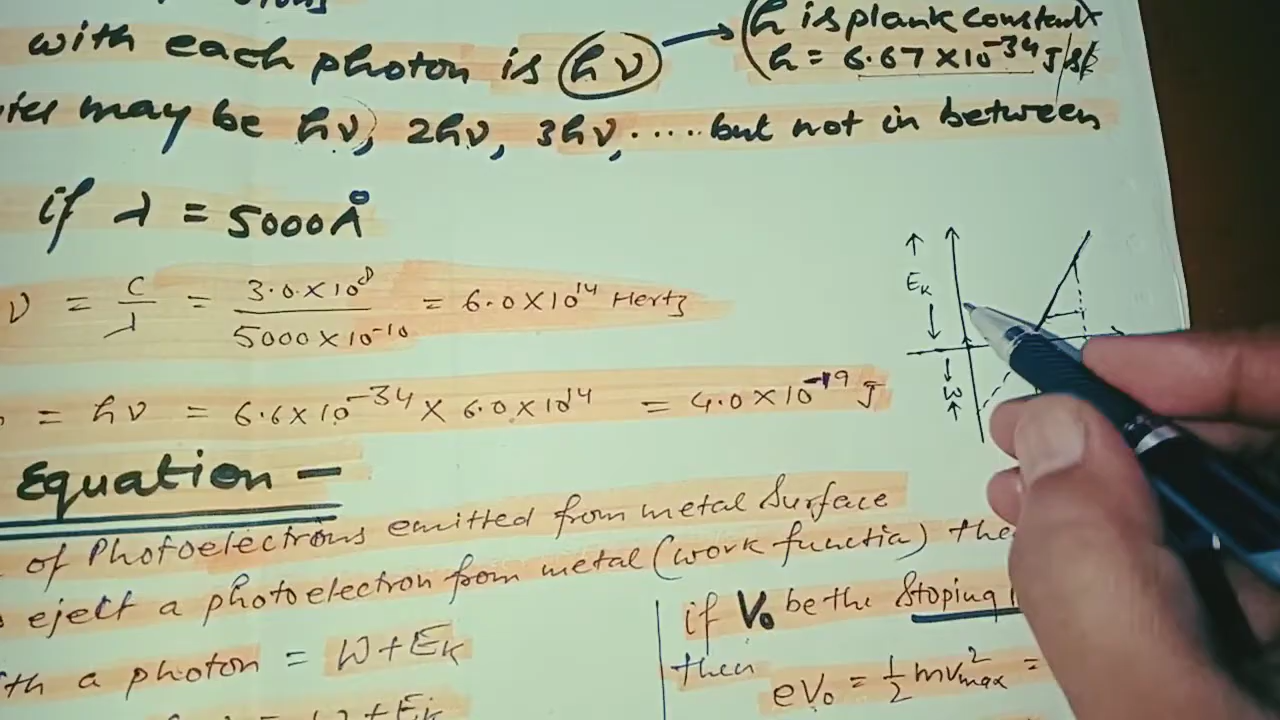 with each photon is hν → (h is plank constant
h = 6.67 × 10⁻³⁴ J/s
may be hν, 2hν, 3hν, ..... but not in between
if λ = 5000Å
ν = c/λ = 3.0 × 10⁸ / 5000 × 10⁻¹⁰ = 6.0 × 10¹⁴ Hertz
= hν = 6.6 × 10⁻³⁴ × 6.0 × 10¹⁴ = 4.0 × 10⁻¹⁹ J
Eₖ
W
Equation –
of Photoelectrons emitted from metal Surface
eject a photoelectron from metal (work functia) the
with a photon = W + Eₖ
if V₀ be the Stoping
then
eV₀ = ½ mv²max =